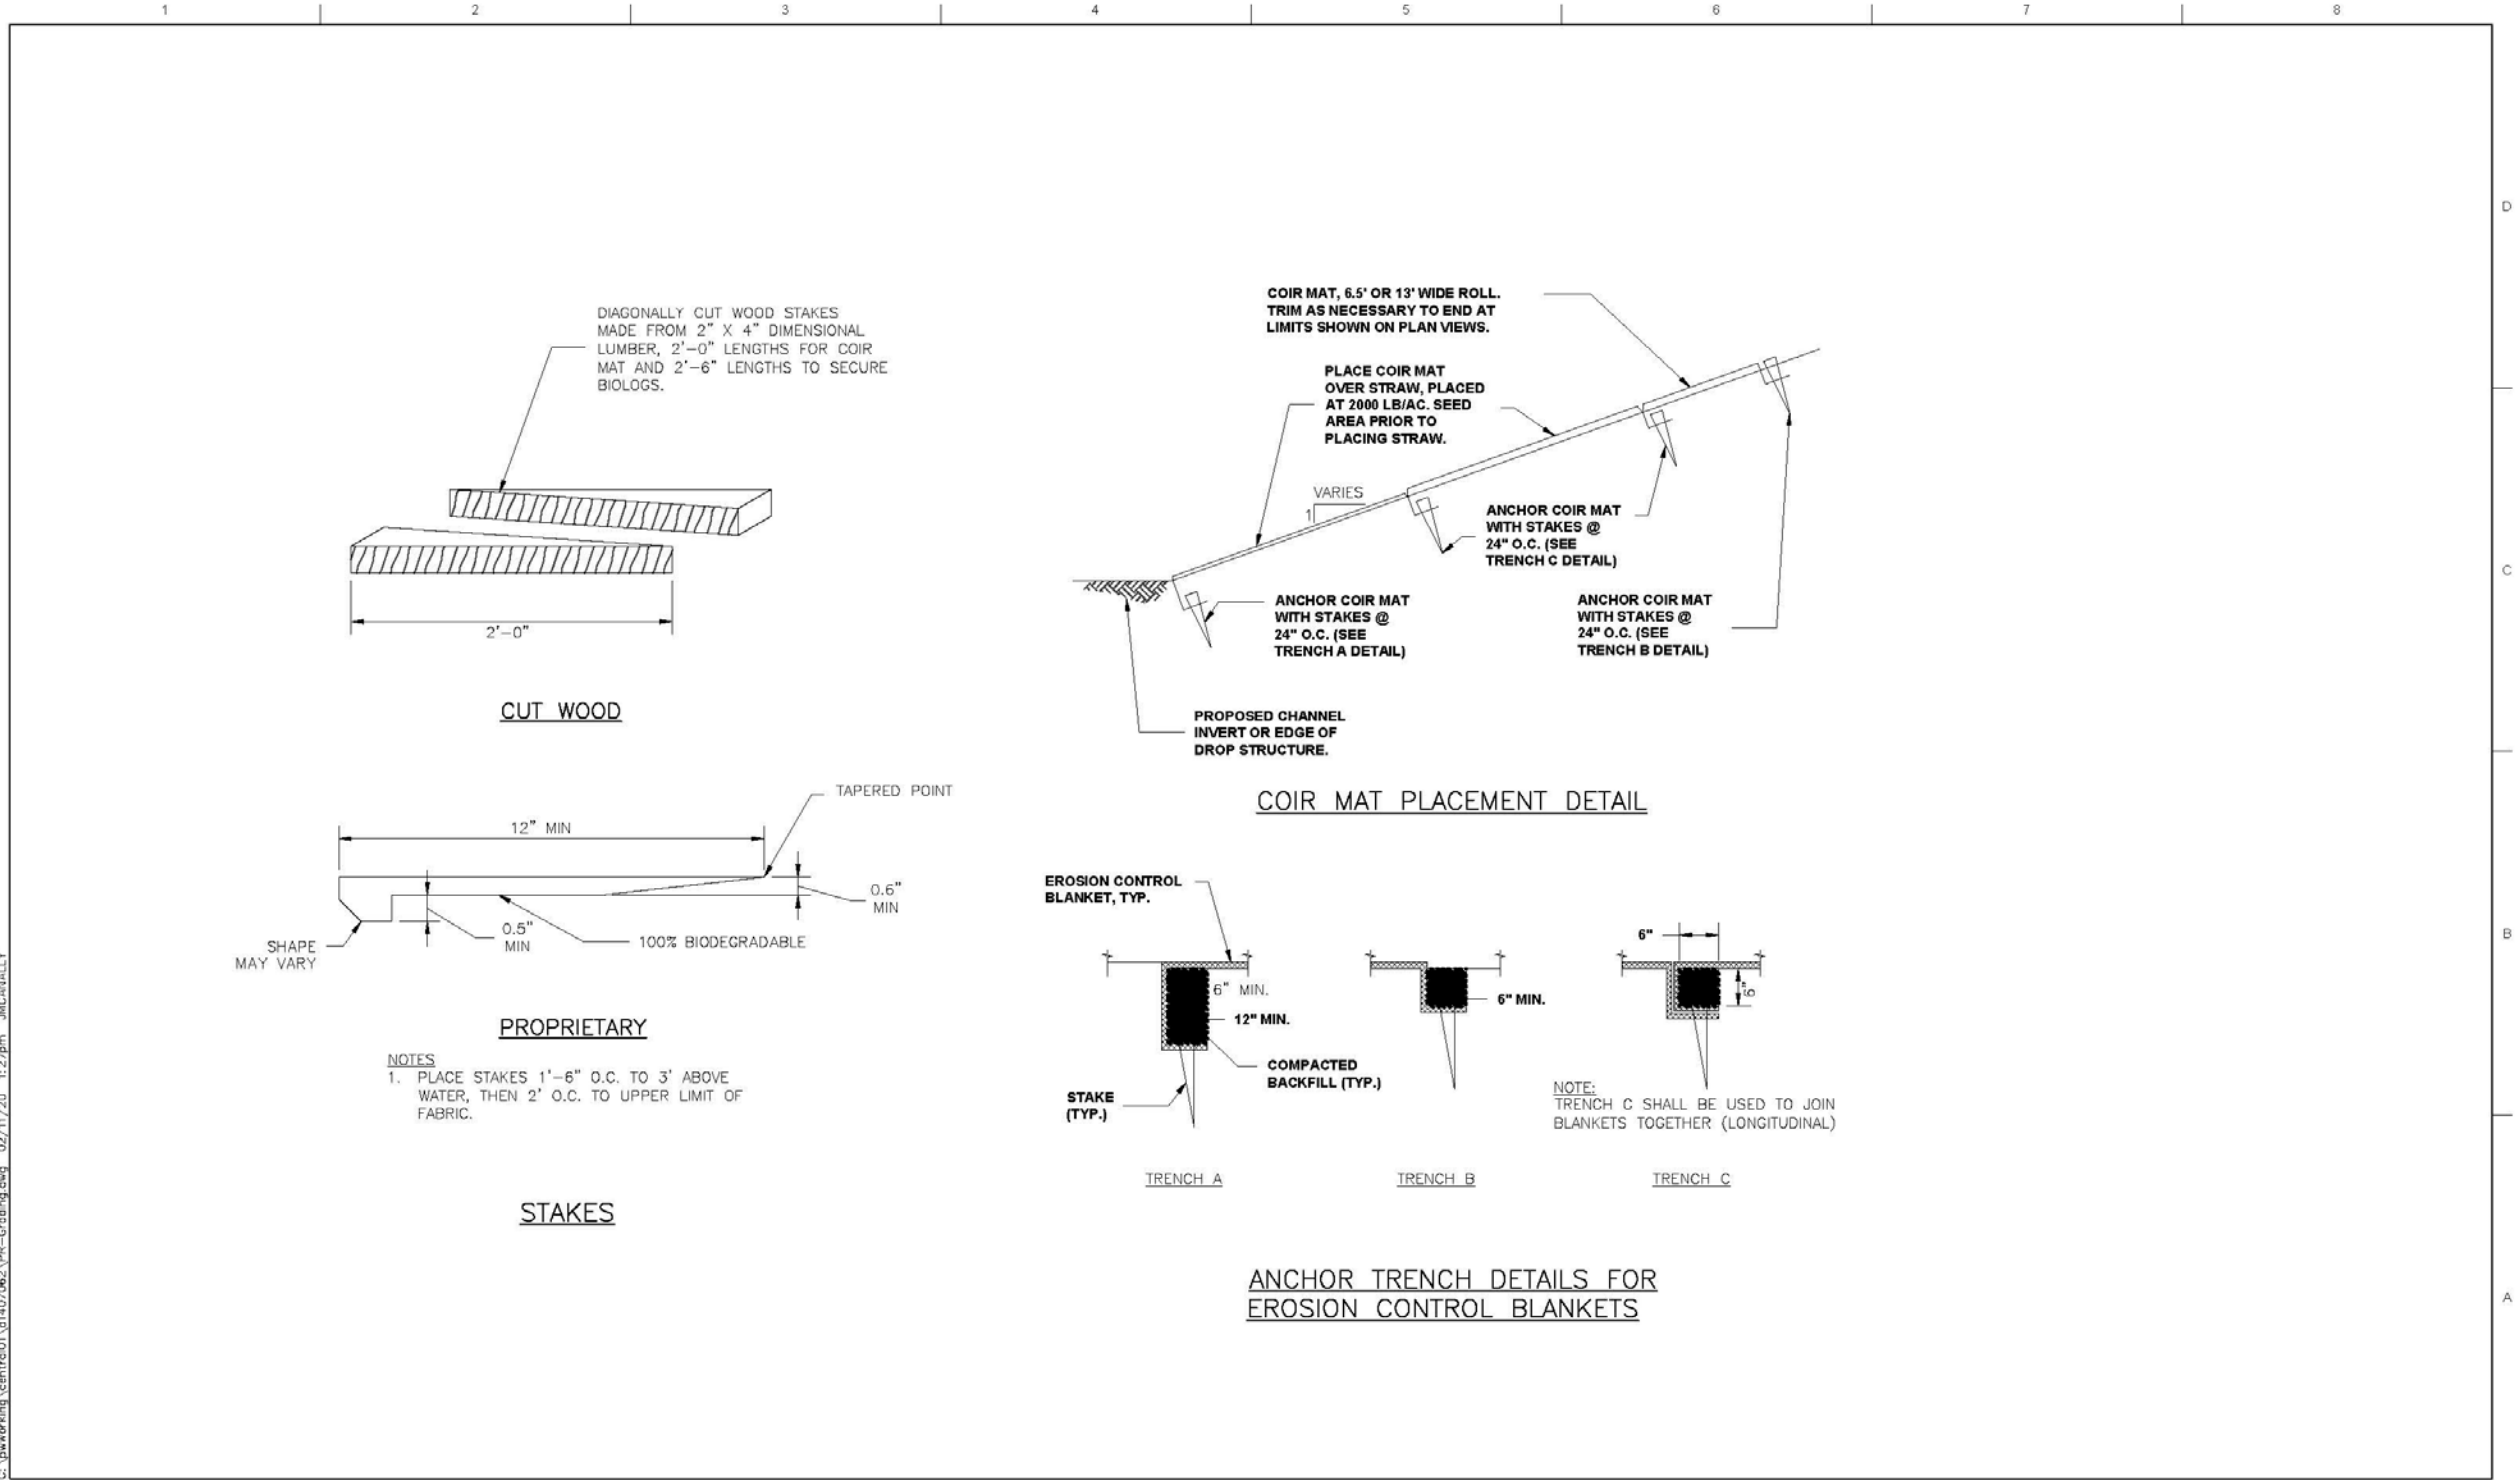 1 2 3 4 5 6 7 8
D
C
B
A
DIAGONALLY CUT WOOD STAKES
MADE FROM 2" X 4" DIMENSIONAL
LUMBER, 2'-0" LENGTHS FOR COIR
MAT AND 2'-6" LENGTHS TO SECURE
BIOLOGS.
2'-0"
CUT WOOD
TAPERED POINT
12" MIN
0.6"
MIN
0.5"
MIN
100% BIODEGRADABLE
SHAPE
MAY VARY
PROPRIETARY
NOTES
1. PLACE STAKES 1'-6" O.C. TO 3' ABOVE
WATER, THEN 2' O.C. TO UPPER LIMIT OF
FABRIC.
STAKES
COIR MAT, 6.5' OR 13' WIDE ROLL.
TRIM AS NECESSARY TO END AT
LIMITS SHOWN ON PLAN VIEWS.
PLACE COIR MAT
OVER STRAW, PLACED
AT 2000 LB/AC. SEED
AREA PRIOR TO
PLACING STRAW.
VARIES
1
ANCHOR COIR MAT
WITH STAKES @
24" O.C. (SEE
TRENCH C DETAIL)
ANCHOR COIR MAT
WITH STAKES @
24" O.C. (SEE
TRENCH A DETAIL)
ANCHOR COIR MAT
WITH STAKES @
24" O.C. (SEE
TRENCH B DETAIL)
PROPOSED CHANNEL
INVERT OR EDGE OF
DROP STRUCTURE.
COIR MAT PLACEMENT DETAIL
EROSION CONTROL
BLANKET, TYP.
6" MIN.
12" MIN.
COMPACTED
BACKFILL (TYP.)
STAKE
(TYP.)
TRENCH A
6" MIN.
TRENCH B
6"
6"
NOTE:
TRENCH C SHALL BE USED TO JOIN
BLANKETS TOGETHER (LONGITUDINAL)
TRENCH C
ANCHOR TRENCH DETAILS FOR
EROSION CONTROL BLANKETS
02/11/20 1:27pm JMCANALLY